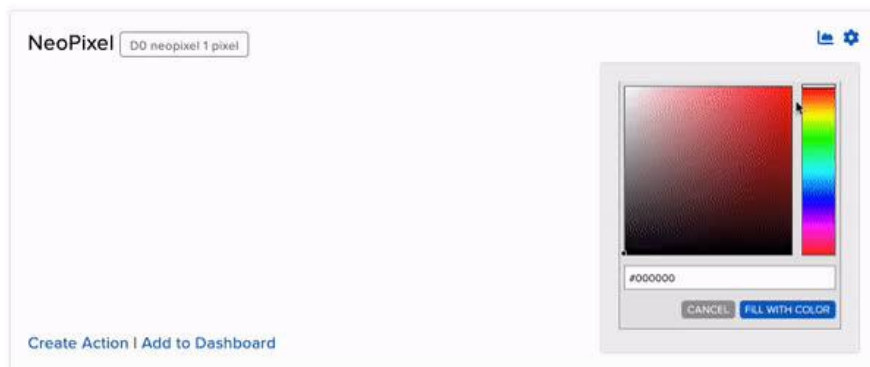 NeoPixel D0 neopixel 1 pixel
#000000
CANCEL FILL WITH COLOR
Create Action | Add to Dashboard